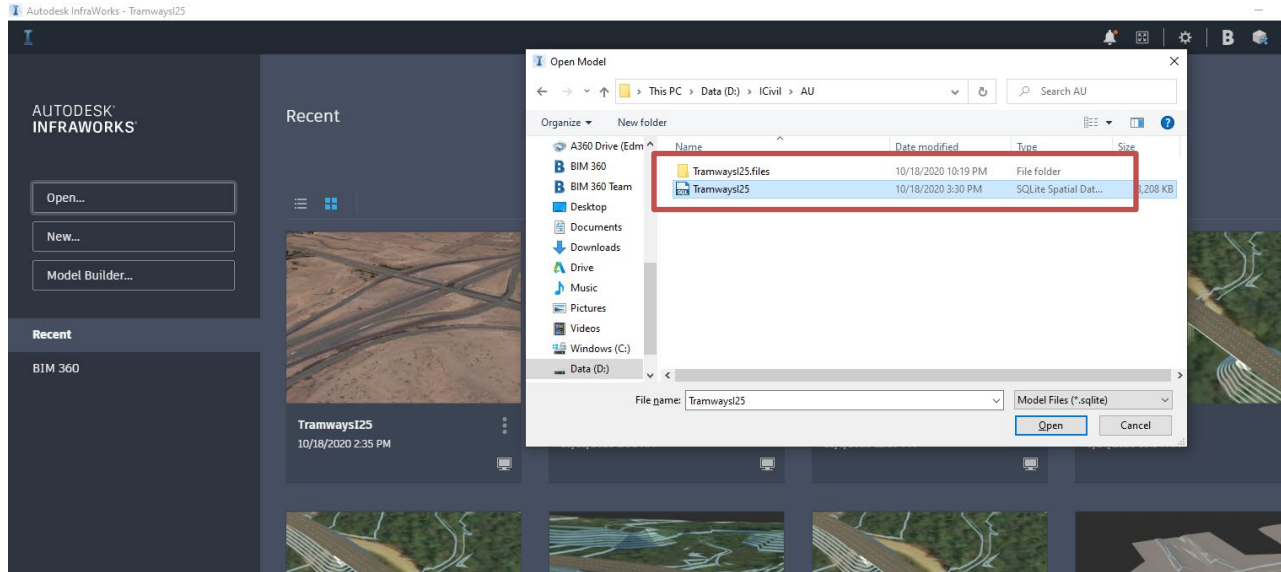 Autodesk InfraWorks - TramwaysI25
B
AUTODESK®
INFRAWORKS®
Open...
New...
Model Builder...
Recent
BIM 360
Recent
TramwaysI25
10/18/2020 2:35 PM
Open Model
This PC > Data (D:) > ICivil > AU
Search AU
Organize
New folder
Name Date modified Type Size
A360 Drive (Edm
BIM 360
BIM 360 Team
Desktop
Documents
Downloads
Drive
Music
Pictures
Videos
Windows (C:)
Data (D:)
TramwaysI25.files 10/18/2020 10:19 PM File folder
TramwaysI25 10/18/2020 3:30 PM SQLite Spatial Dat... ,208 KB
File name: TramwaysI25
Model Files (*.sqlite)
Open Cancel